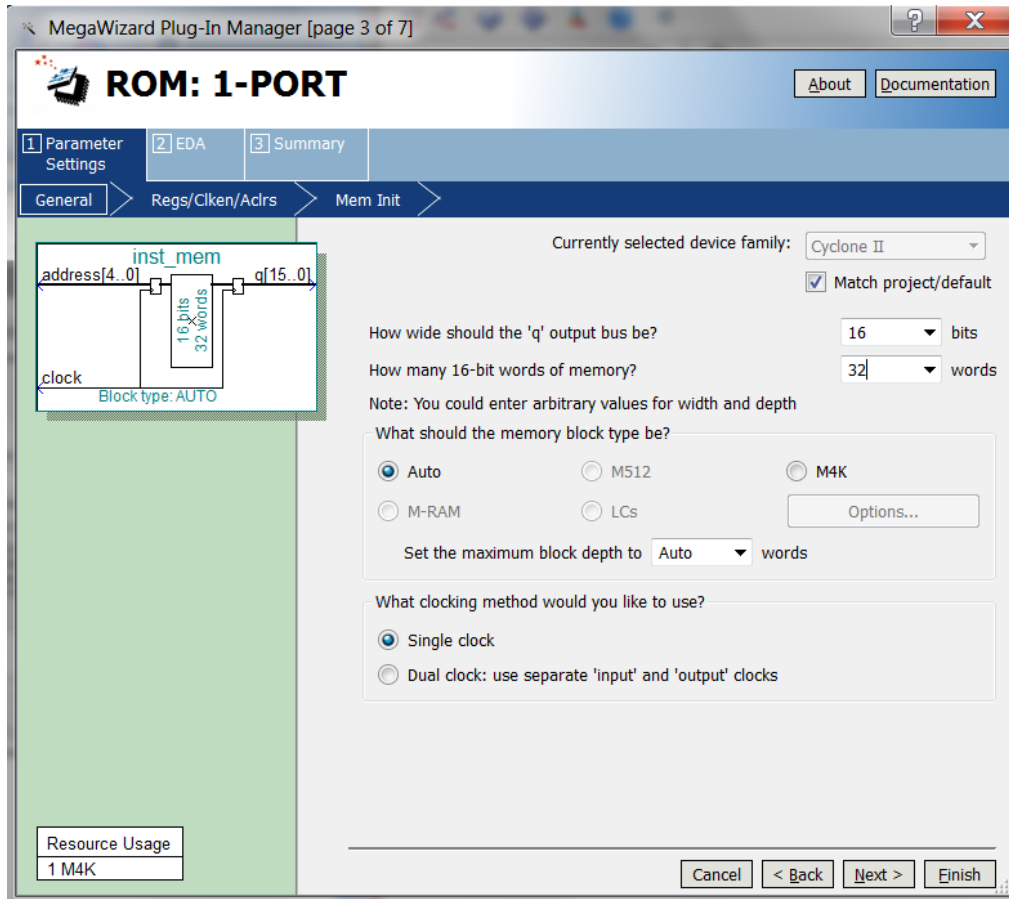 MegaWizard Plug-In Manager [page 3 of 7]
ROM: 1-PORT
About
Documentation
1 Parameter Settings
2 EDA
3 Summary
General
Regs/Clken/Aclrs
Mem Init
inst_mem
address[4..0]
q[15..0]
16 bits
32 words
clock
Block type: AUTO
Currently selected device family:
Cyclone II
Match project/default
How wide should the 'q' output bus be?
16
bits
How many 16-bit words of memory?
32
words
Note: You could enter arbitrary values for width and depth
What should the memory block type be?
Auto
M512
M4K
M-RAM
LCs
Options...
Set the maximum block depth to
Auto
words
What clocking method would you like to use?
Single clock
Dual clock: use separate 'input' and 'output' clocks
Resource Usage
1 M4K
Cancel
< Back
Next >
Finish